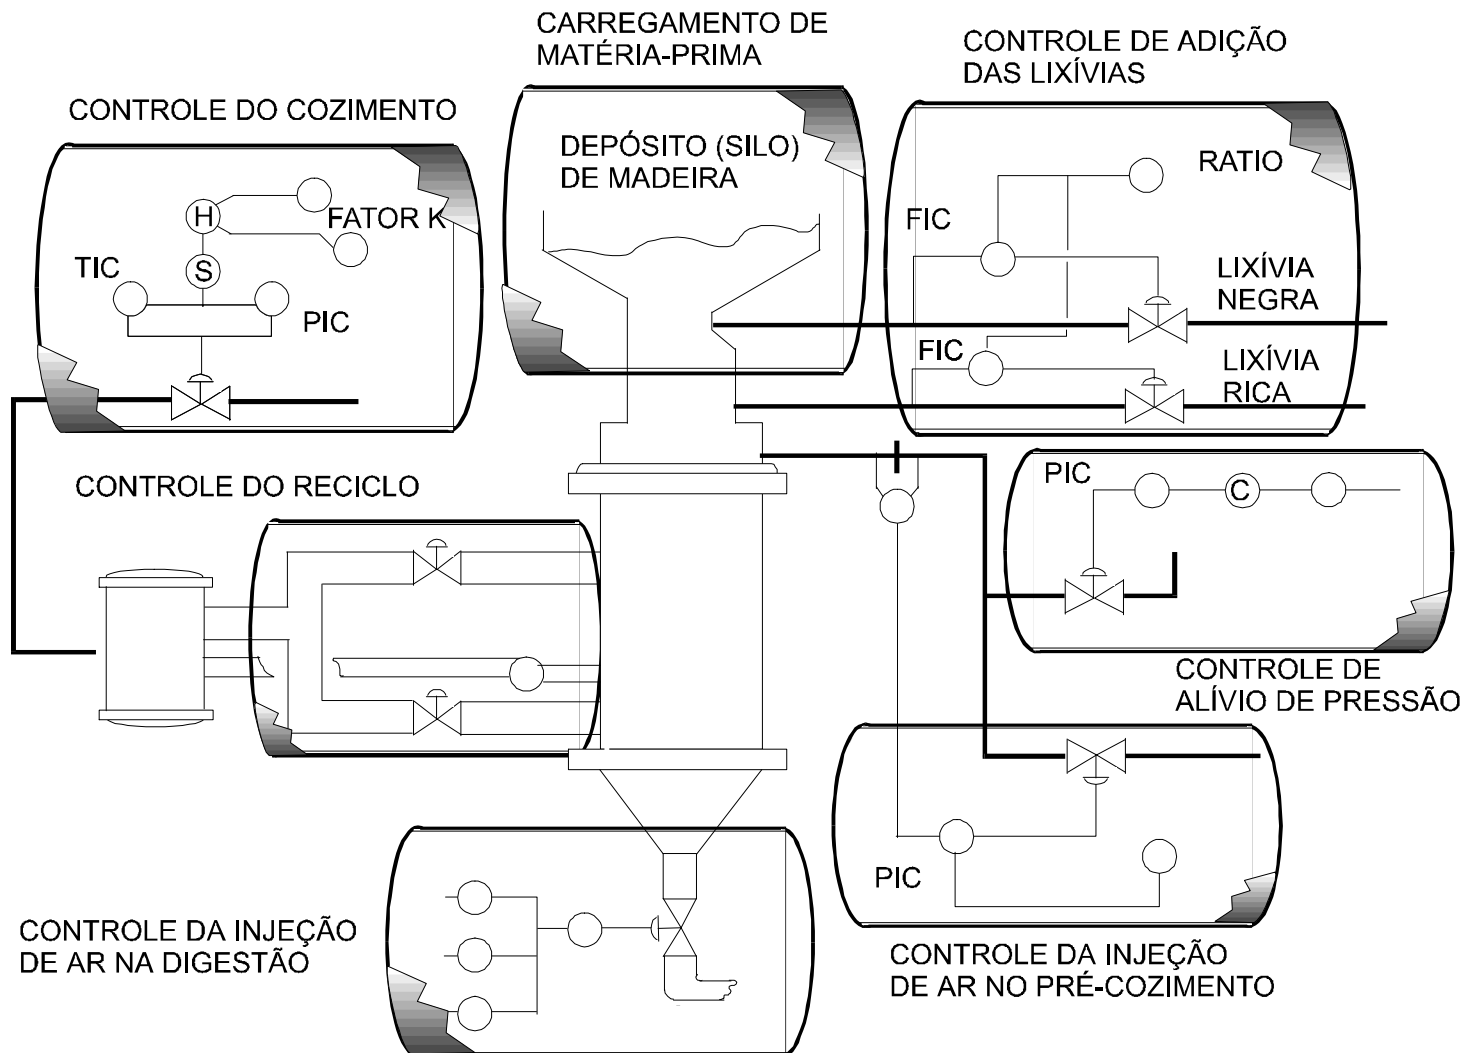 CARREGAMENTO DE
MATÉRIA-PRIMA
CONTROLE DE ADIÇÃO
DAS LIXÍVIAS
CONTROLE DO COZIMENTO
DEPÓSITO (SILO)
DE MADEIRA
RATIO
FIC
H
FATOR K
TIC
S
PIC
LIXÍVIA
NEGRA
FIC
LIXÍVIA
RICA
CONTROLE DO RECICLO
PIC
C
CONTROLE DE
ALÍVIO DE PRESSÃO
PIC
CONTROLE DA INJEÇÃO
DE AR NA DIGESTÃO
CONTROLE DA INJEÇÃO
DE AR NO PRÉ-COZIMENTO